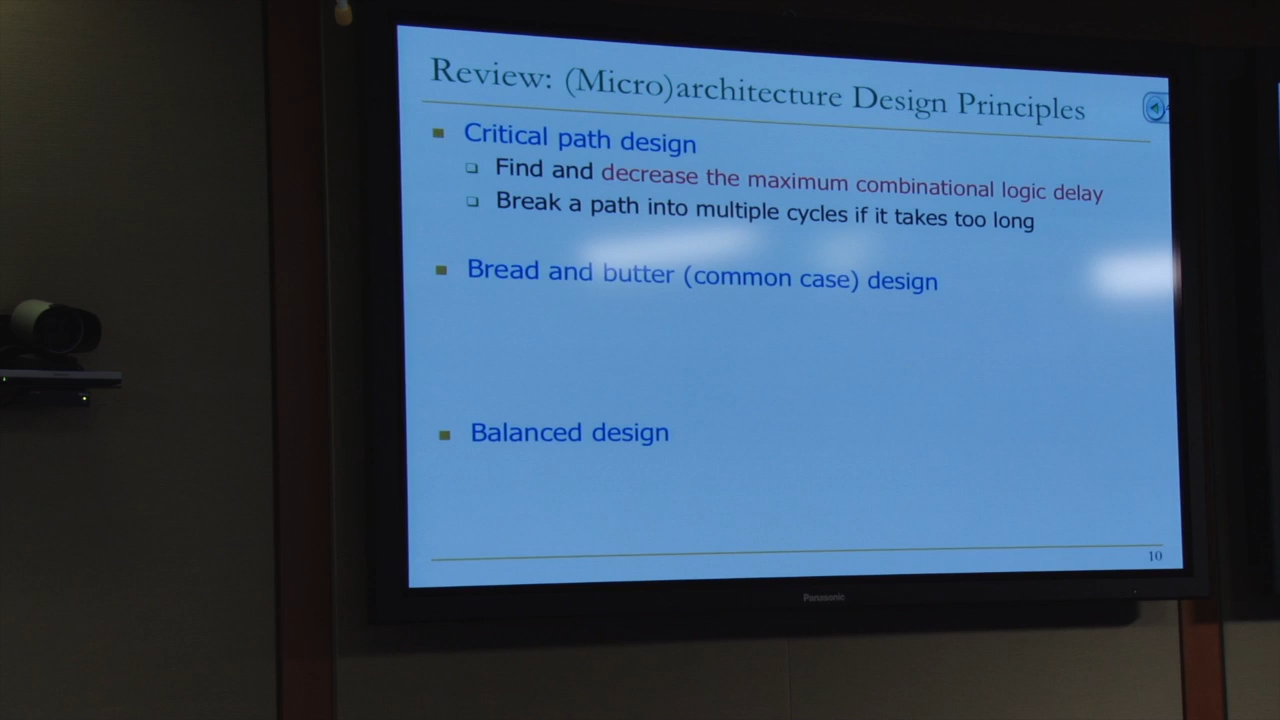 Review: (Micro)architecture Design Principles
Critical path design
Find and decrease the maximum combinational logic delay
Break a path into multiple cycles if it takes too long
Bread and butter (common case) design
Balanced design
10
Panasonic